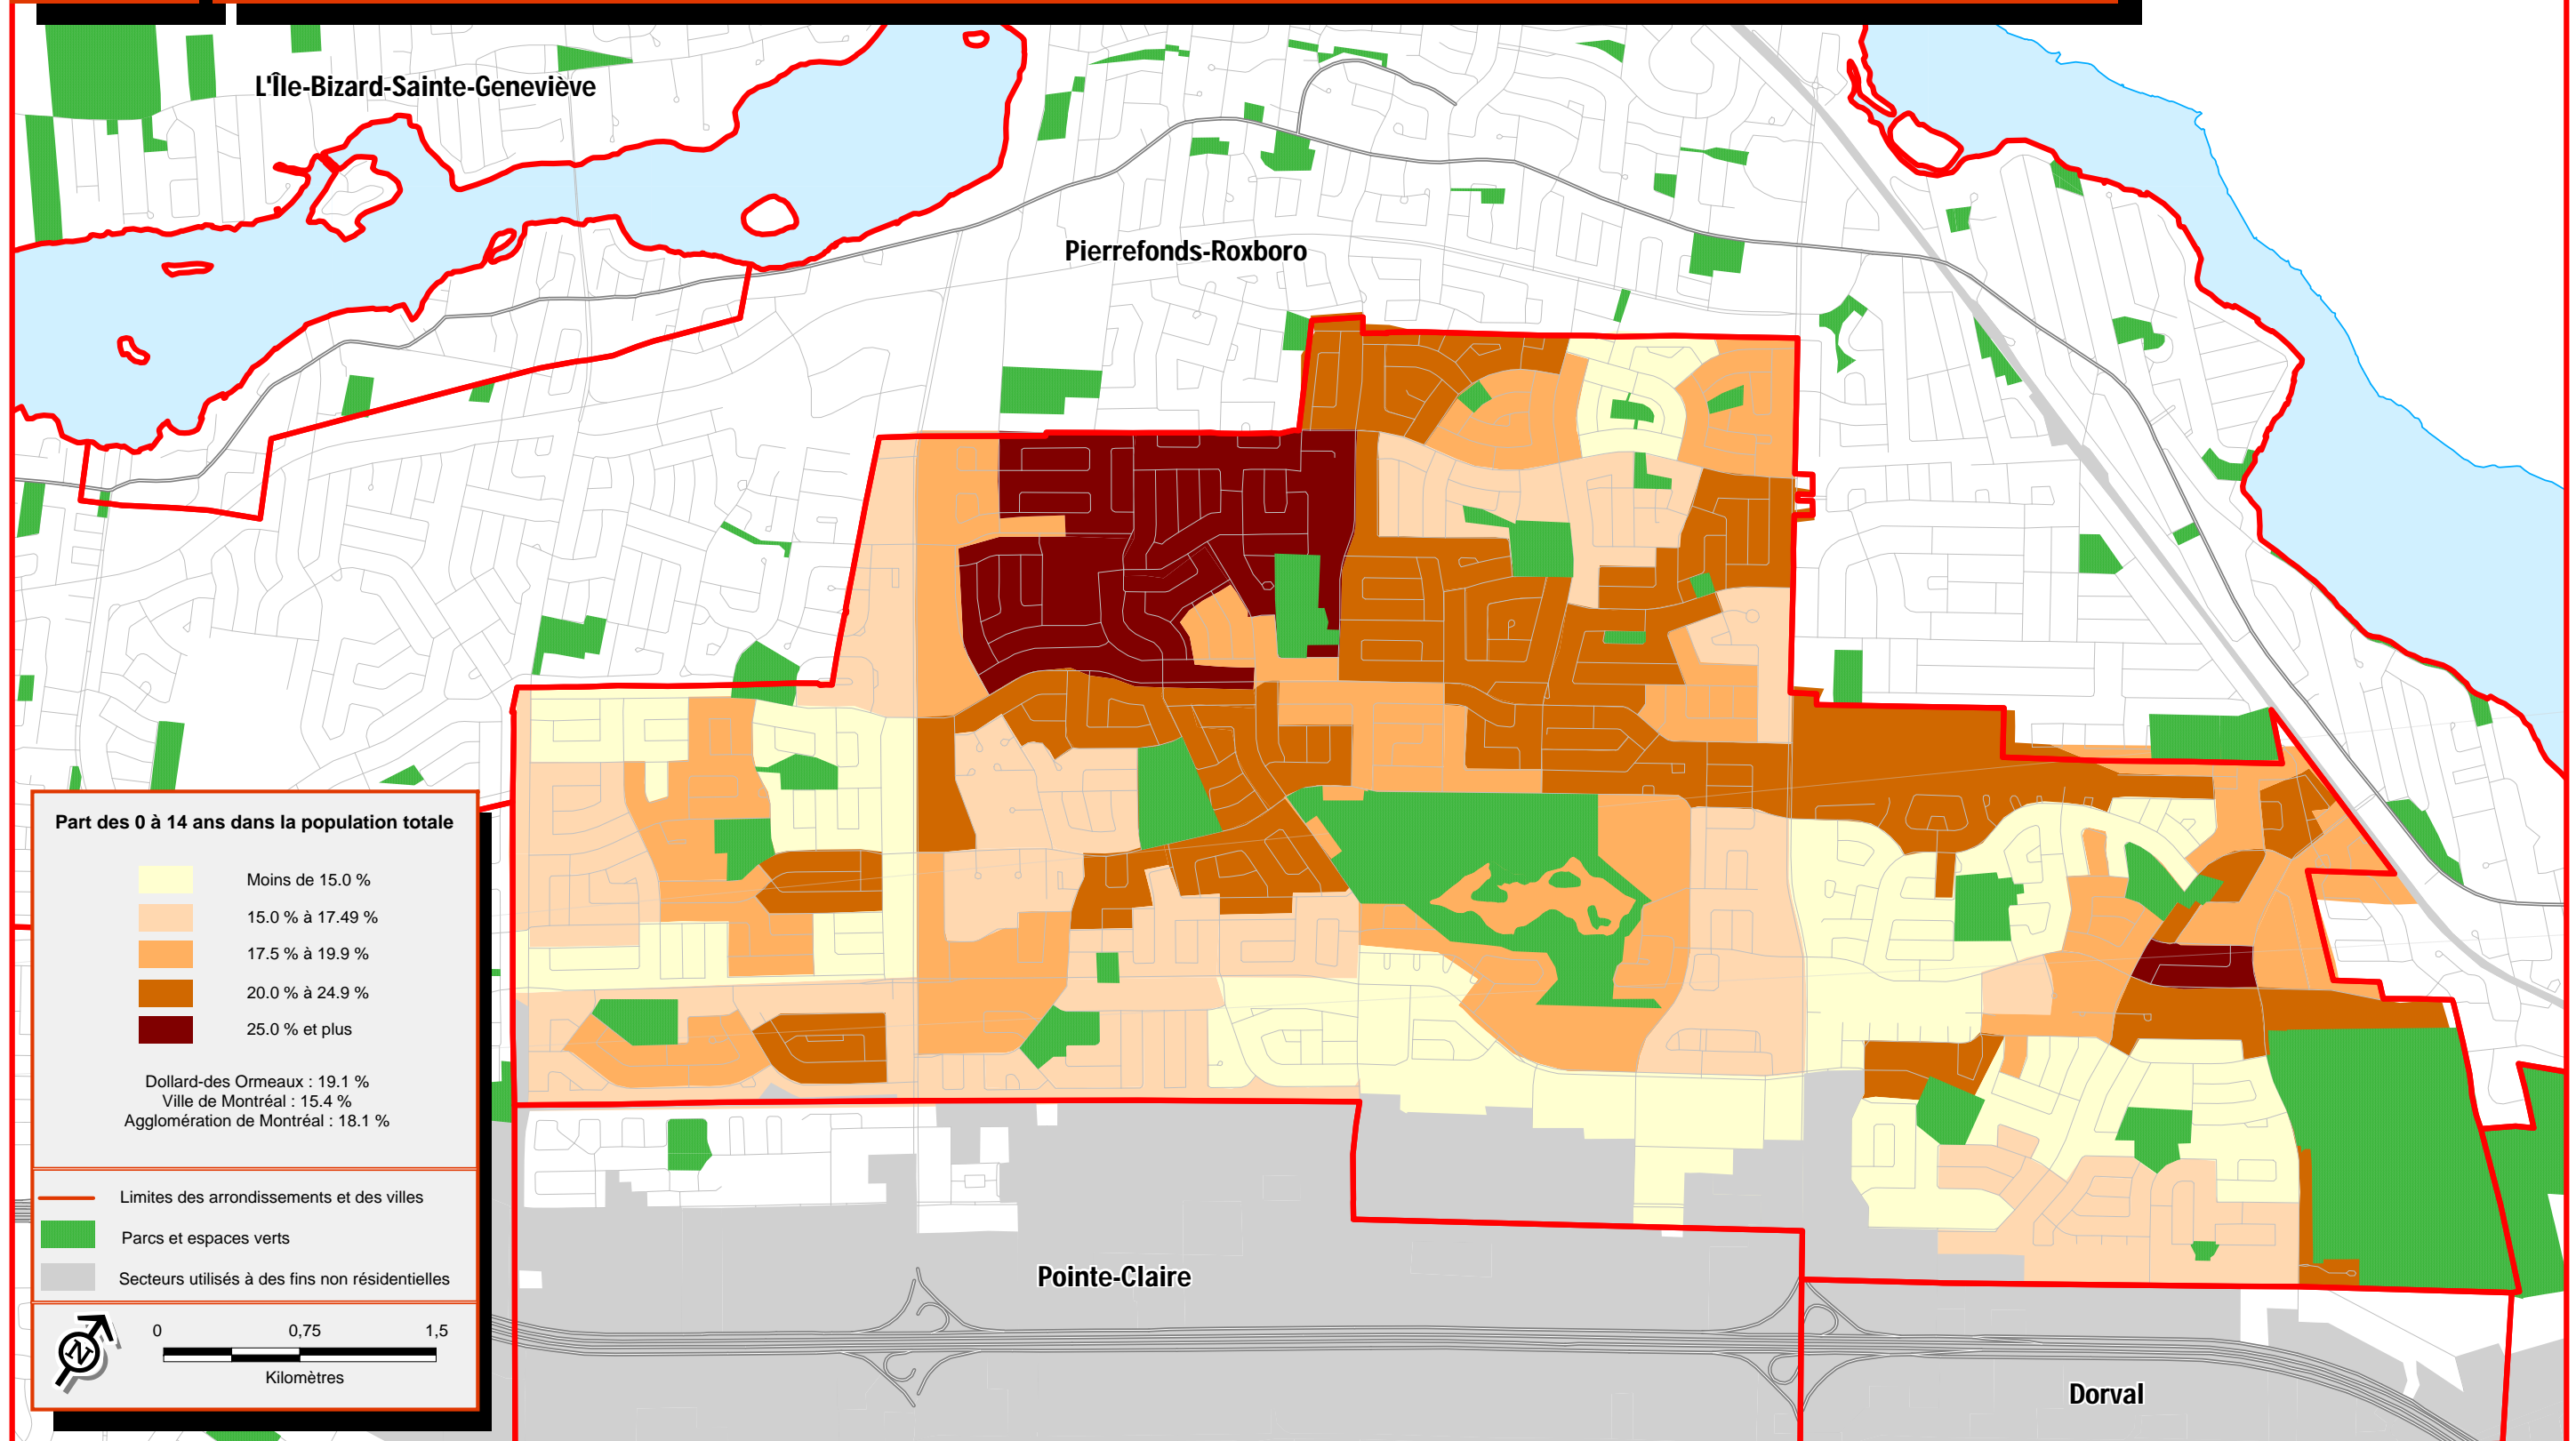 L'Île-Bizard-Sainte-Geneviève
Pierrefonds-Roxboro
Part des 0 à 14 ans dans la population totale
Moins de 15.0 %
15.0 % à 17.49 %
17.5 % à 19.9 %
20.0 % à 24.9 %
25.0 % et plus
Dollard-des Ormeaux : 19.1 %
Ville de Montréal : 15.4 %
Agglomération de Montréal : 18.1 %
Limites des arrondissements et des villes
Parcs et espaces verts
Secteurs utilisés à des fins non résidentielles
N
0 0,75 1,5
Kilomètres
Pointe-Claire
Dorval